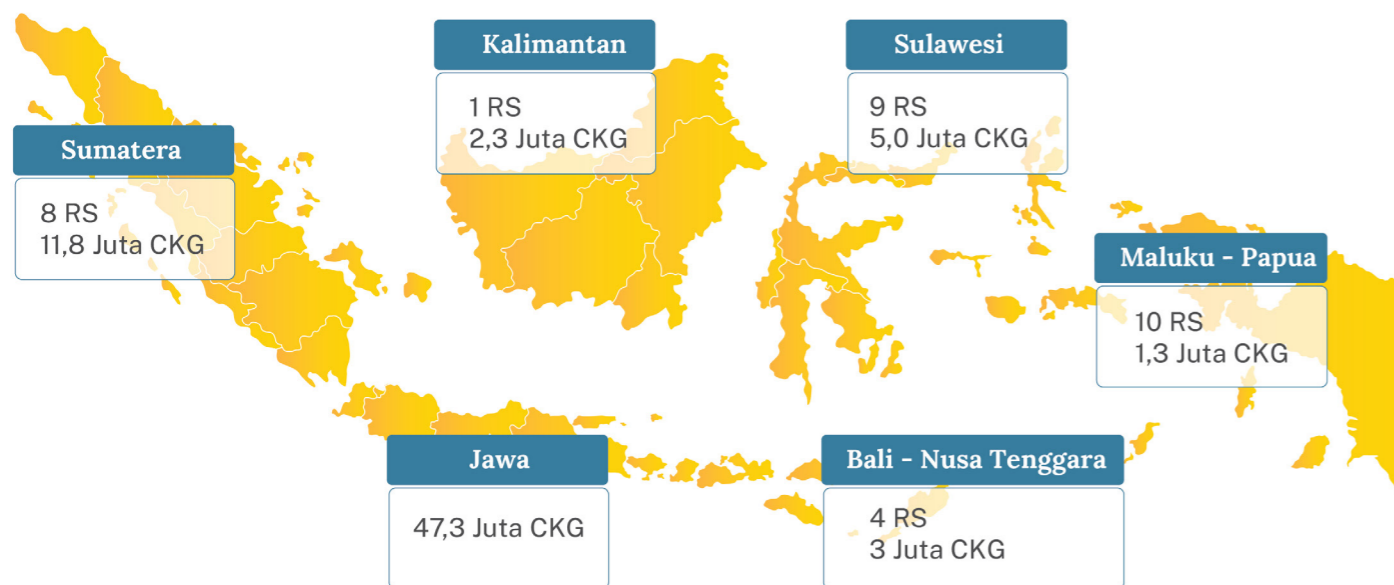 Kalimantan
1 RS
2,3 Juta CKG
Sulawesi
9 RS
5,0 Juta CKG
Sumatera
8 RS
11,8 Juta CKG
Maluku - Papua
10 RS
1,3 Juta CKG
Jawa
47,3 Juta CKG
Bali - Nusa Tenggara
4 RS
3 Juta CKG